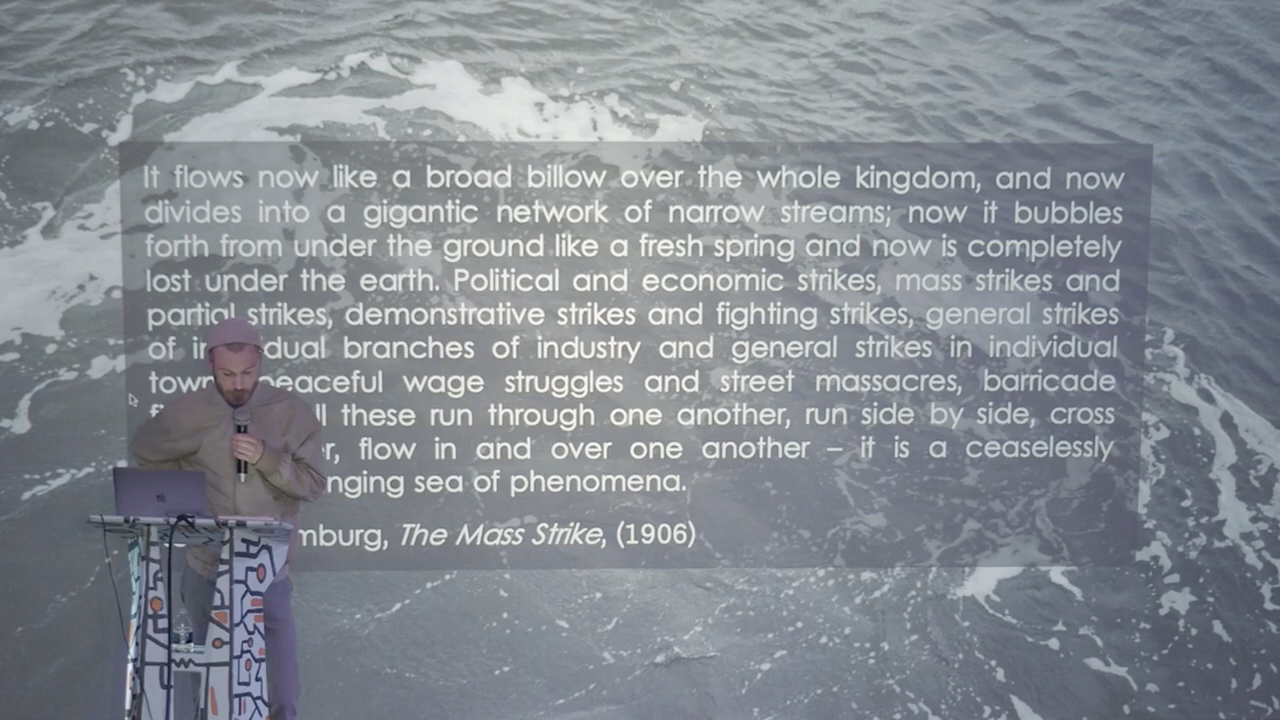 It flows now like a broad billow over the whole kingdom, and now
divides into a gigantic network of narrow streams; now it bubbles
forth from under the ground like a fresh spring and now is completely
lost under the earth. Political and economic strikes, mass strikes and
partial strikes, demonstrative strikes and fighting strikes, general strikes
of branches of industry and general strikes in individual
peaceful wage struggles and street massacres, barricade
these run through one another, run side by side, cross
flow in and over one another – it is a ceaselessly
sea of phenomena.
The Mass Strike, (1906)